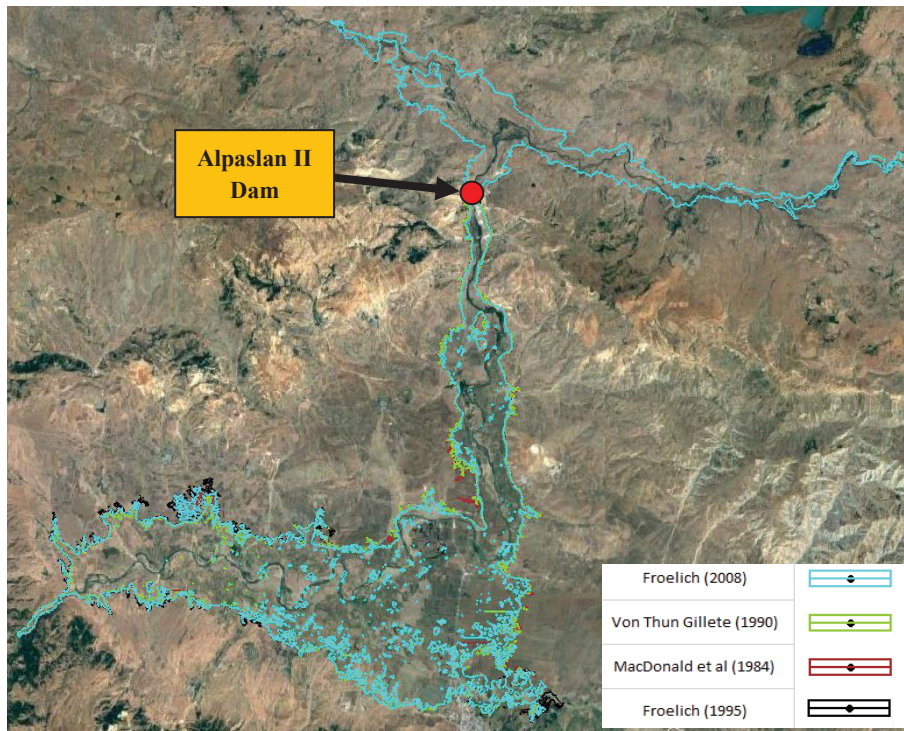 Alpaslan II
Dam
Froelich (2008)
Von Thun Gillete (1990)
MacDonald et al (1984)
Froelich (1995)